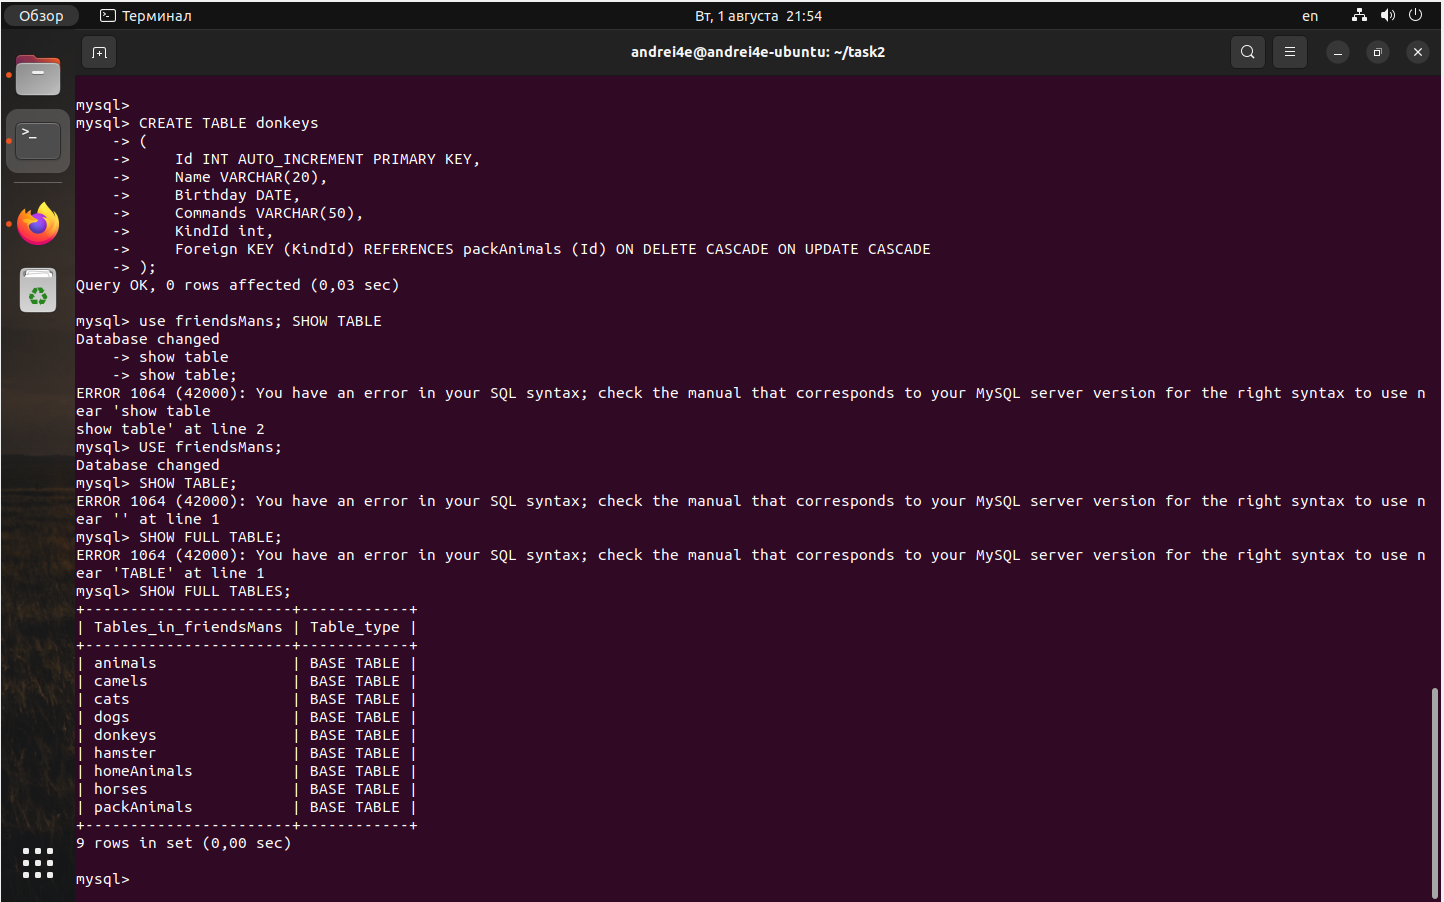 Обзор
Терминал
Вт, 1 августа 21:54
en
andrei4e@andrei4e-ubuntu: ~/task2
mysql>
mysql> CREATE TABLE donkeys
    -> (
    ->     Id INT AUTO_INCREMENT PRIMARY KEY,
    ->     Name VARCHAR(20),
    ->     Birthday DATE,
    ->     Commands VARCHAR(50),
    ->     KindId int,
    ->     Foreign KEY (KindId) REFERENCES packAnimals (Id) ON DELETE CASCADE ON UPDATE CASCADE
    -> );
Query OK, 0 rows affected (0,03 sec)
mysql> use friendsMans; SHOW TABLE
Database changed
    -> show table
    -> show table;
ERROR 1064 (42000): You have an error in your SQL syntax; check the manual that corresponds to your MySQL server version for the right syntax to use n
ear 'show table
show table' at line 2
mysql> USE friendsMans;
Database changed
mysql> SHOW TABLE;
ERROR 1064 (42000): You have an error in your SQL syntax; check the manual that corresponds to your MySQL server version for the right syntax to use n
ear '' at line 1
mysql> SHOW FULL TABLE;
ERROR 1064 (42000): You have an error in your SQL syntax; check the manual that corresponds to your MySQL server version for the right syntax to use n
ear 'TABLE' at line 1
mysql> SHOW FULL TABLES;
+-----------------------+------------+
| Tables_in_friendsMans | Table_type |
+-----------------------+------------+
| animals               | BASE TABLE |
| camels                | BASE TABLE |
| cats                  | BASE TABLE |
| dogs                  | BASE TABLE |
| donkeys               | BASE TABLE |
| hamster               | BASE TABLE |
| homeAnimals           | BASE TABLE |
| horses                | BASE TABLE |
| packAnimals           | BASE TABLE |
+-----------------------+------------+
9 rows in set (0,00 sec)
mysql>